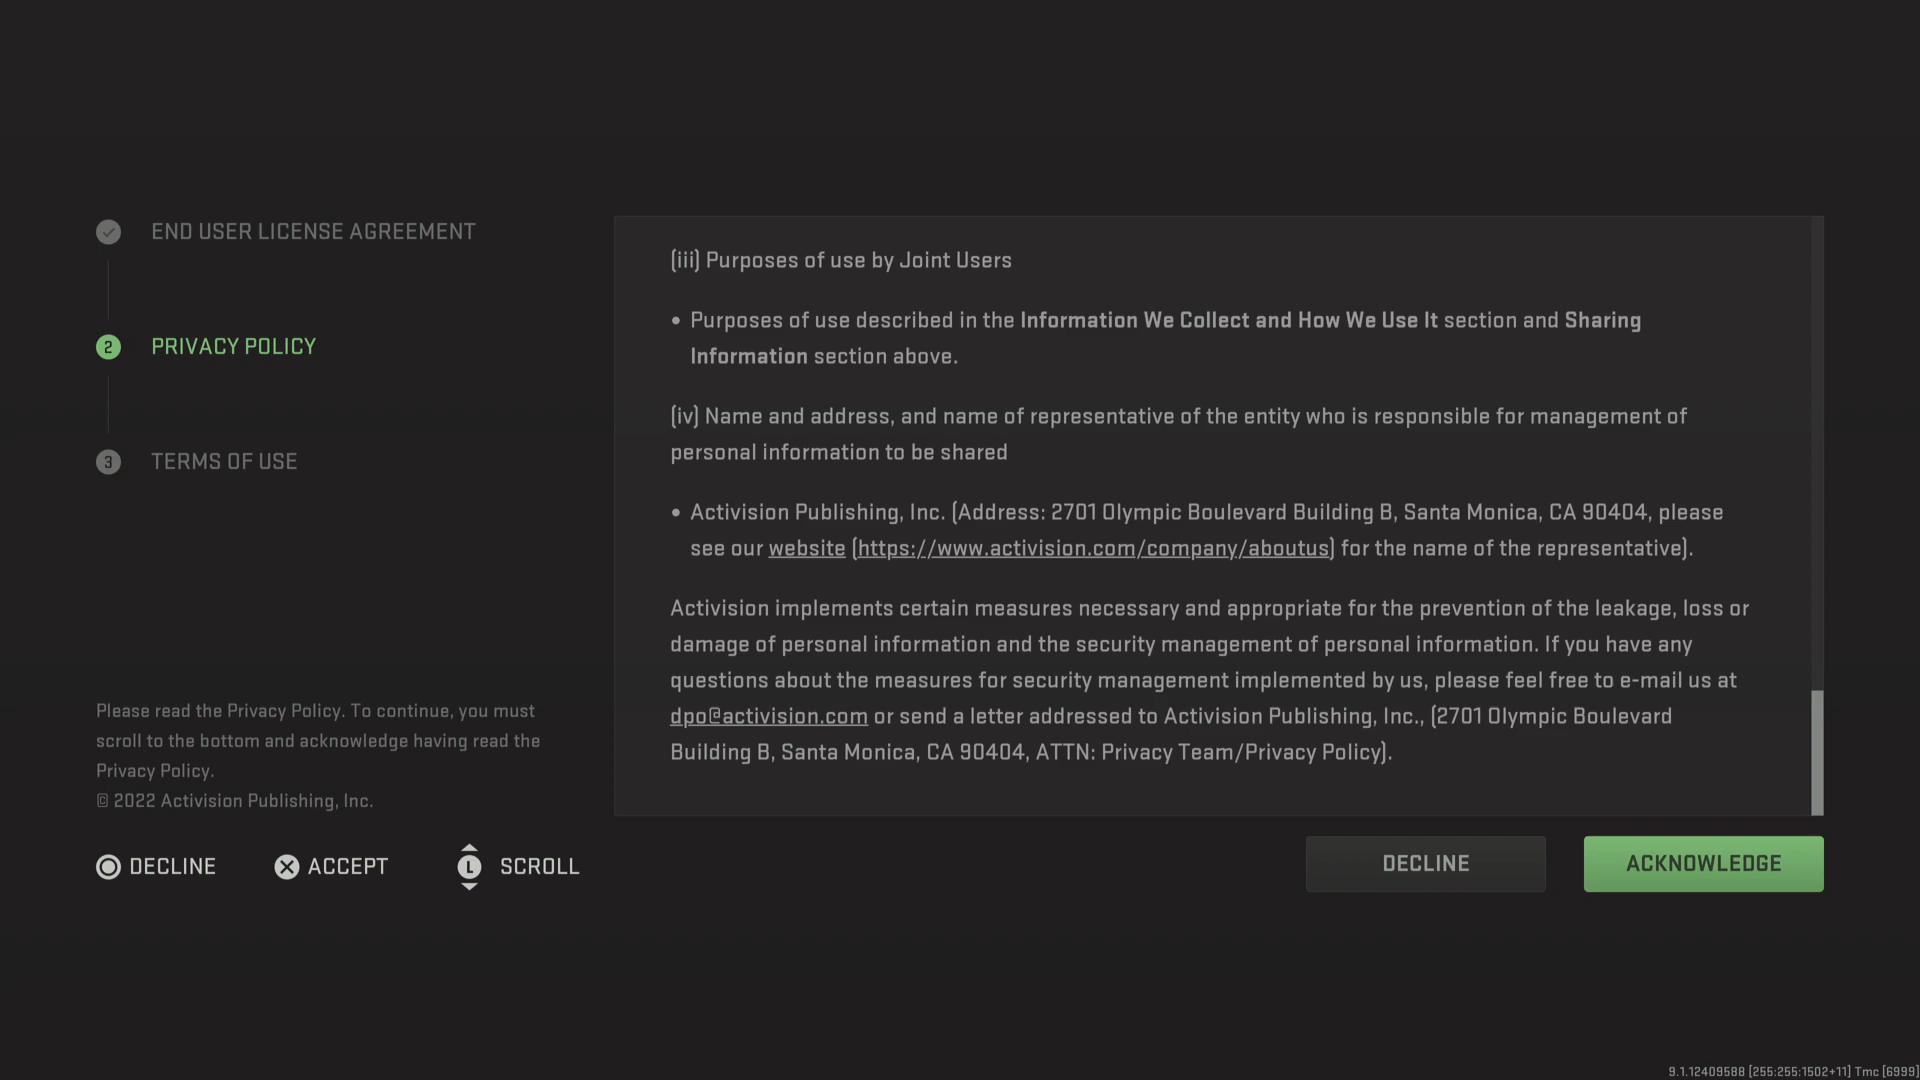 END USER LICENSE AGREEMENT
2 PRIVACY POLICY
3 TERMS OF USE
Please read the Privacy Policy. To continue, you must
scroll to the bottom and acknowledge having read the
Privacy Policy.
© 2022 Activision Publishing, Inc.
DECLINE ACCEPT L SCROLL
(iii) Purposes of use by Joint Users
• Purposes of use described in the Information We Collect and How We Use It section and Sharing
Information section above.
(iv) Name and address, and name of representative of the entity who is responsible for management of
personal information to be shared
• Activision Publishing, Inc. (Address: 2701 Olympic Boulevard Building B, Santa Monica, CA 90404, please
see our website (https://www.activision.com/company/aboutus) for the name of the representative).
Activision implements certain measures necessary and appropriate for the prevention of the leakage, loss or
damage of personal information and the security management of personal information. If you have any
questions about the measures for security management implemented by us, please feel free to e-mail us at
dpo@activision.com or send a letter addressed to Activision Publishing, Inc., (2701 Olympic Boulevard
Building B, Santa Monica, CA 90404, ATTN: Privacy Team/Privacy Policy).
DECLINE ACKNOWLEDGE
9.1.12409588 [255:255:1502+11] Tmc [6999]